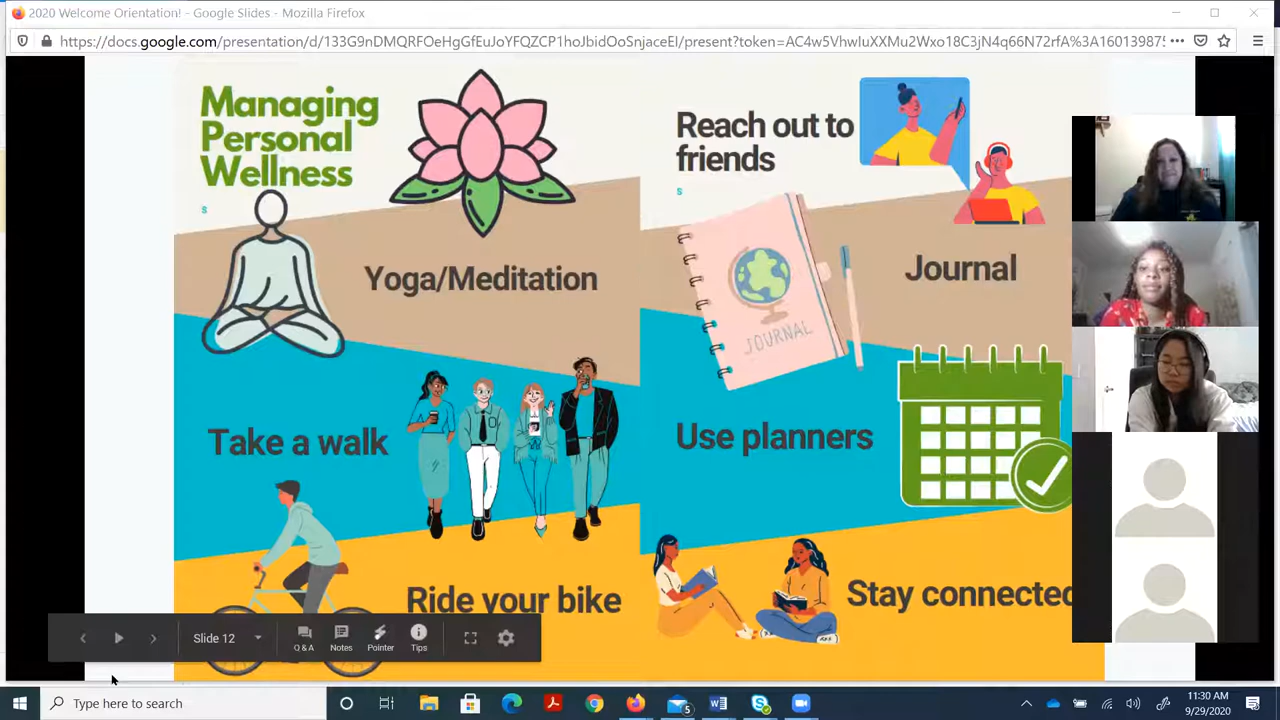 2020 Welcome Orientation! - Google Slides - Mozilla Firefox
https://docs.google.com/presentation/d/133G9nDMQRFOeHgGfEuJoYFQZCP1hoJbidOoSnjaceEI/present?token=AC4w5VhwIuXXMu2Wxo18C3jN4q66N72rfA%3A160139875
Managing
Personal
Wellness
s
Yoga/Meditation
Take a walk
Ride your bike
Reach out to
friends
s
Journal
JOURNAL
Use planners
Stay connected
Slide 12
Q & A
Notes
Pointer
Tips
Type here to search
5
11:30 AM
9/29/2020